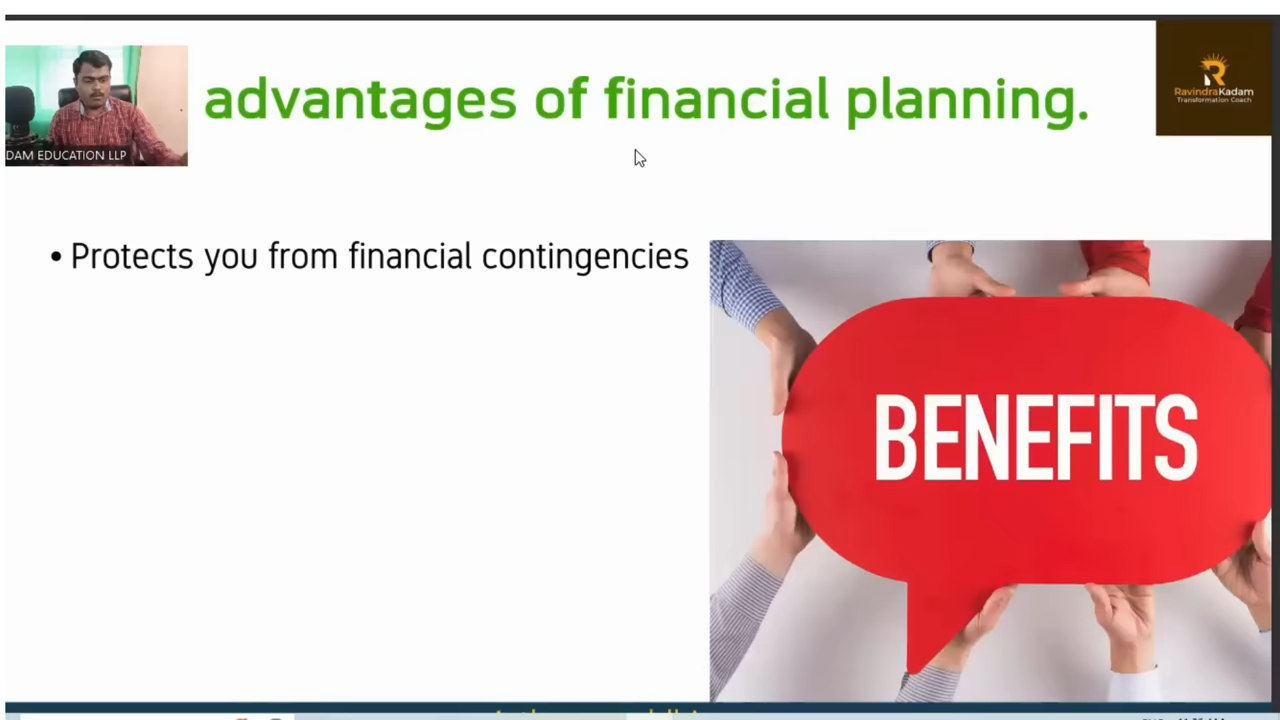 advantages of financial planning.
RavindraKadam
Transformation Coach
DAM EDUCATION LLP
• Protects you from financial contingencies
BENEFITS